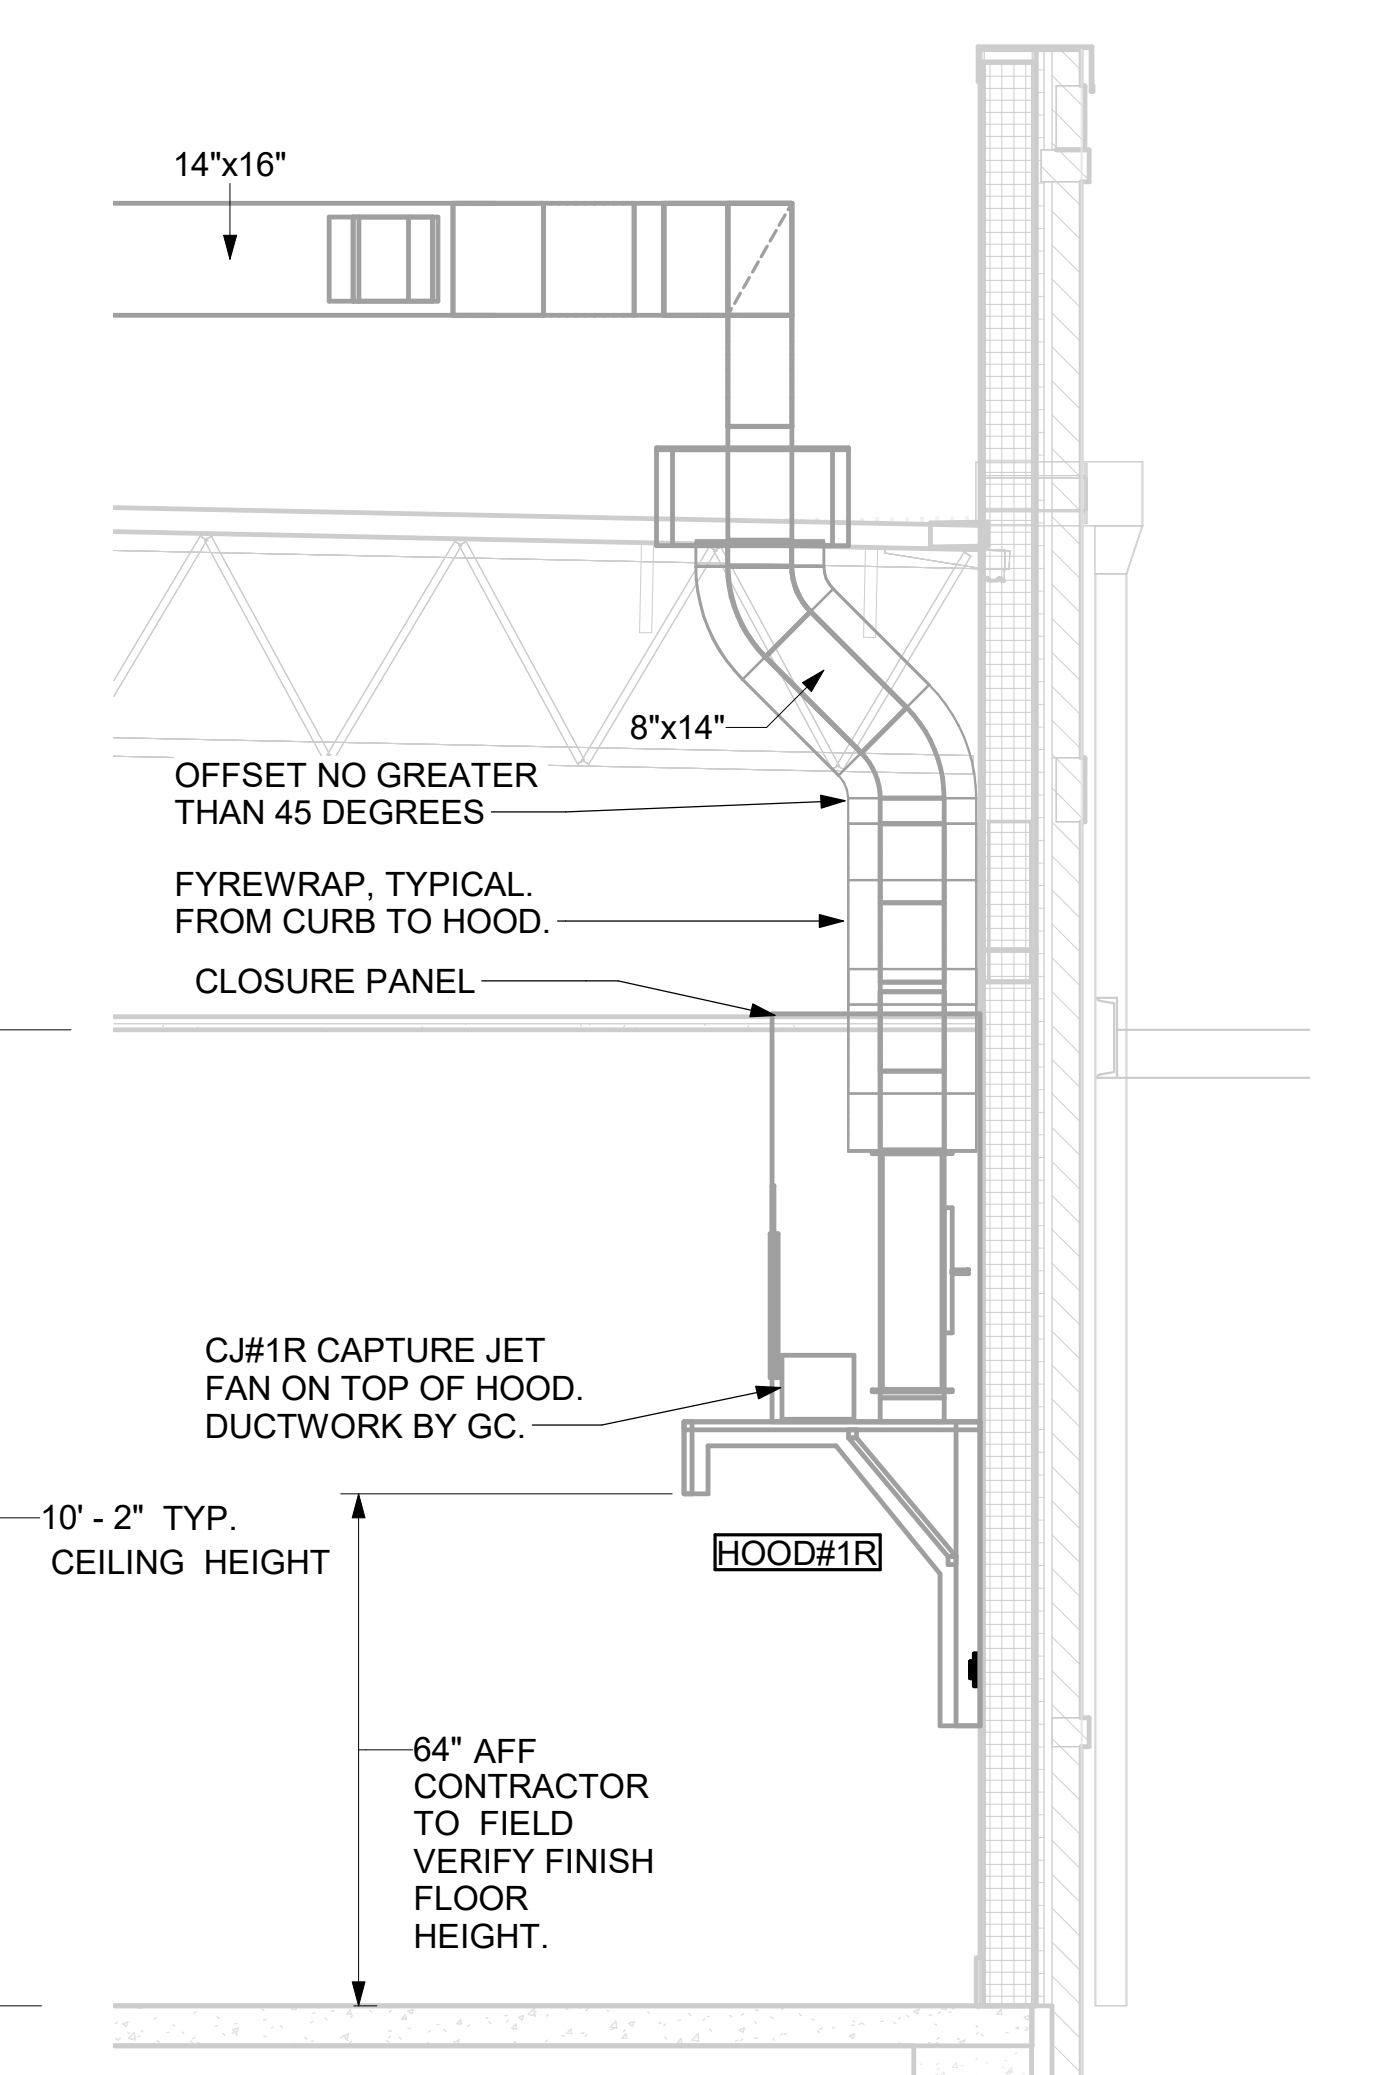 14"x16"
8"x14"
OFFSET NO GREATER
THAN 45 DEGREES
FYREWRAP, TYPICAL.
FROM CURB TO HOOD.
CLOSURE PANEL
CJ#1R CAPTURE JET
FAN ON TOP OF HOOD.
DUCTWORK BY GC.
10' - 2" TYP.
CEILING HEIGHT
HOOD#1R
64" AFF
CONTRACTOR
TO FIELD
VERIFY FINISH
FLOOR
HEIGHT.